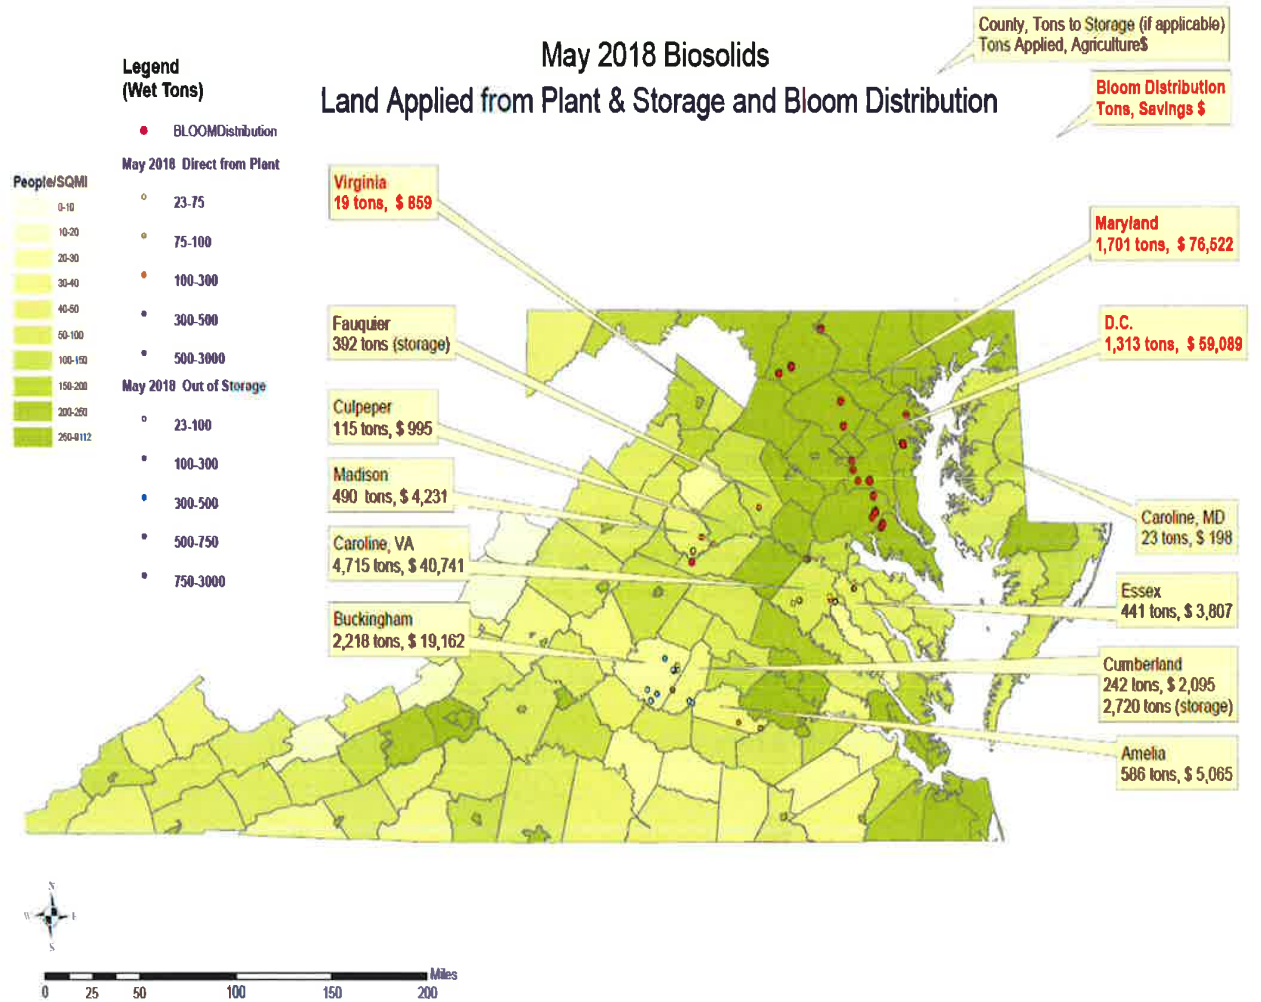 May 2018 Biosolids
Land Applied from Plant & Storage and Bloom Distribution
County, Tons to Storage (if applicable)
Tons Applied, Agriculture$
Bloom Distribution
Tons, Savings $
Legend
(Wet Tons)
BLOOMDistribution
May 2018 Direct from Plant
23-75
75-100
100-300
300-500
500-3000
May 2018 Out of Storage
23-100
100-300
300-500
500-750
750-3000
People/SQMI
0-10
10-20
20-30
30-40
40-50
50-100
100-150
150-200
200-250
250-9112
Virginia
19 tons, $ 859
Fauquier
392 tons (storage)
Culpeper
115 tons, $ 995
Madison
490 tons, $ 4,231
Caroline, VA
4,715 tons, $ 40,741
Buckingham
2,218 tons, $ 19,162
Maryland
1,701 tons, $ 76,522
D.C.
1,313 tons, $ 59,089
Caroline, MD
23 tons, $ 198
Essex
441 tons, $ 3,807
Cumberland
242 tons, $ 2,095
2,720 tons (storage)
Amelia
586 tons, $ 5,065
N
W E
S
Miles
0 25 50 100 150 200